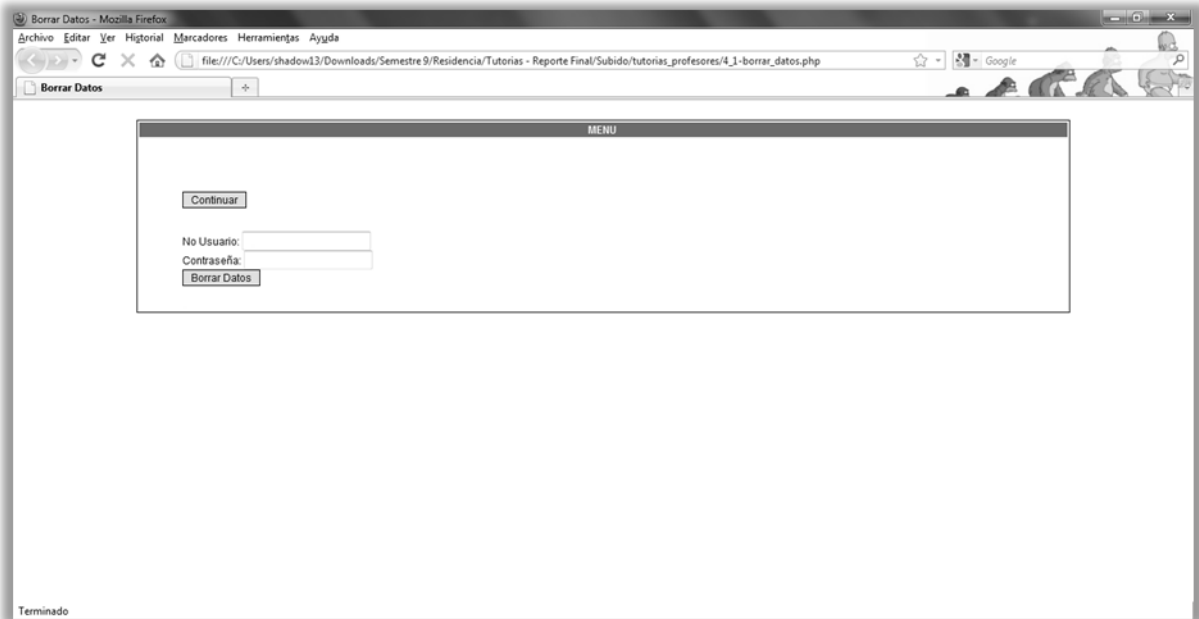 Borrar Datos - Mozilla Firefox
Archivo Editar Ver Historial Marcadores Herramientas Ayuda
file:///C:/Users/shadow13/Downloads/Semestre 9/Residencia/Tutorias - Reporte Final/Subido/tutorias_profesores/4_1-borrar_datos.php Google
Borrar Datos
MENU
Continuar
No Usuario:
Contraseña:
Borrar Datos
Terminado